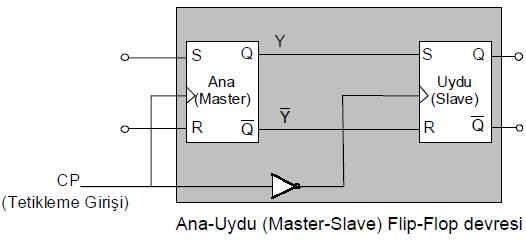 S Q Y S Q
Ana Uydu
(Master) (Slave)
R Q̅ Y̅ R Q̅
CP
(Tetikleme Girişi)
Ana-Uydu (Master-Slave) Flip-Flop devresi